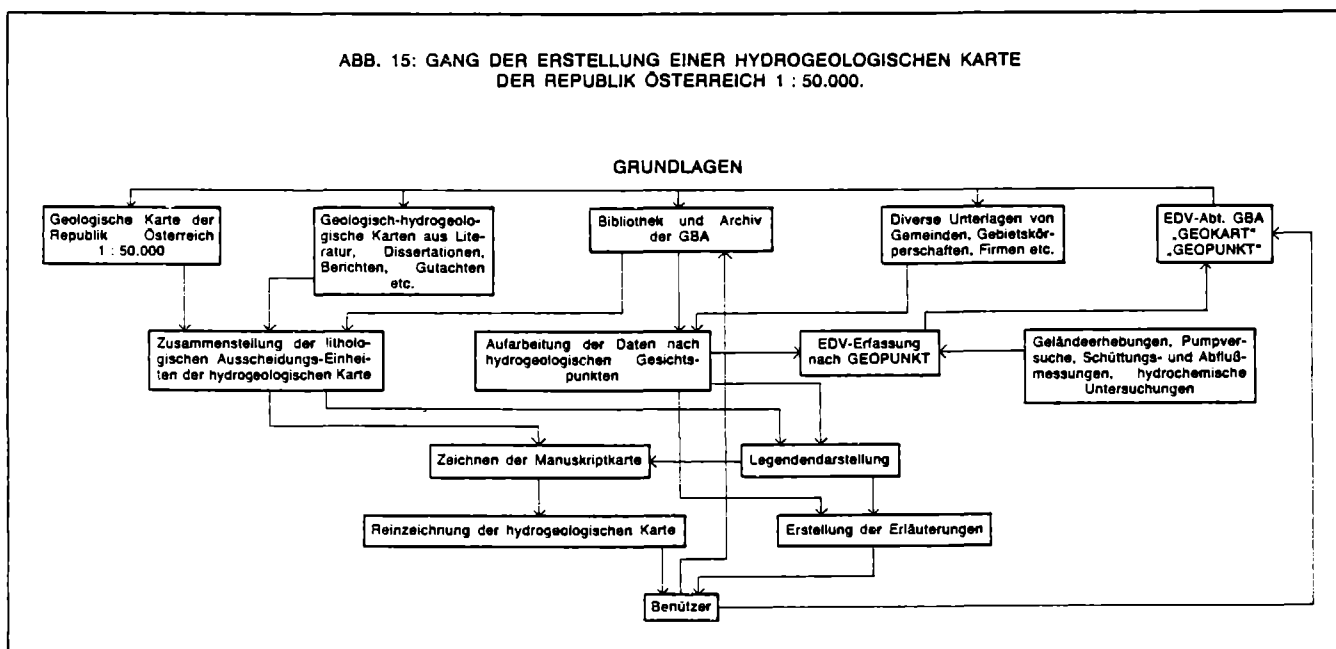 ABB. 15: GANG DER ERSTELLUNG EINER HYDROGEOLOGISCHEN KARTE
DER REPUBLIK ÖSTERREICH 1 : 50.000.
GRUNDLAGEN
Geologische Karte der
Republik Österreich
1 : 50.000
Geologisch-hydrogeolo-
gische Karten aus Lite-
ratur, Dissertationen,
Berichten, Gutachten
etc.
Bibliothek und Archiv
der GBA
Diverse Unterlagen von
Gemeinden, Gebietskör-
perschaften, Firmen etc.
EDV-Abt. GBA
„GEOKART“
„GEOPUNKT“
Zusammenstellung der lithologi-
schen Ausscheidungs-Einhei-
ten der hydrogeologischen Karte
Aufarbeitung der Daten nach
hydrogeologischen Gesichts-
punkten
EDV-Erfassung
nach GEOPUNKT
Geländeerhebungen, Pumpver-
suche, Schüttungs- und Abfluß-
messungen, hydrochemische
Untersuchungen
Zeichnen der Manuskriptkarte
Legendendarstellung
Reinzeichnung der hydrogeologischen Karte
Erstellung der Erläuterungen
Benützer